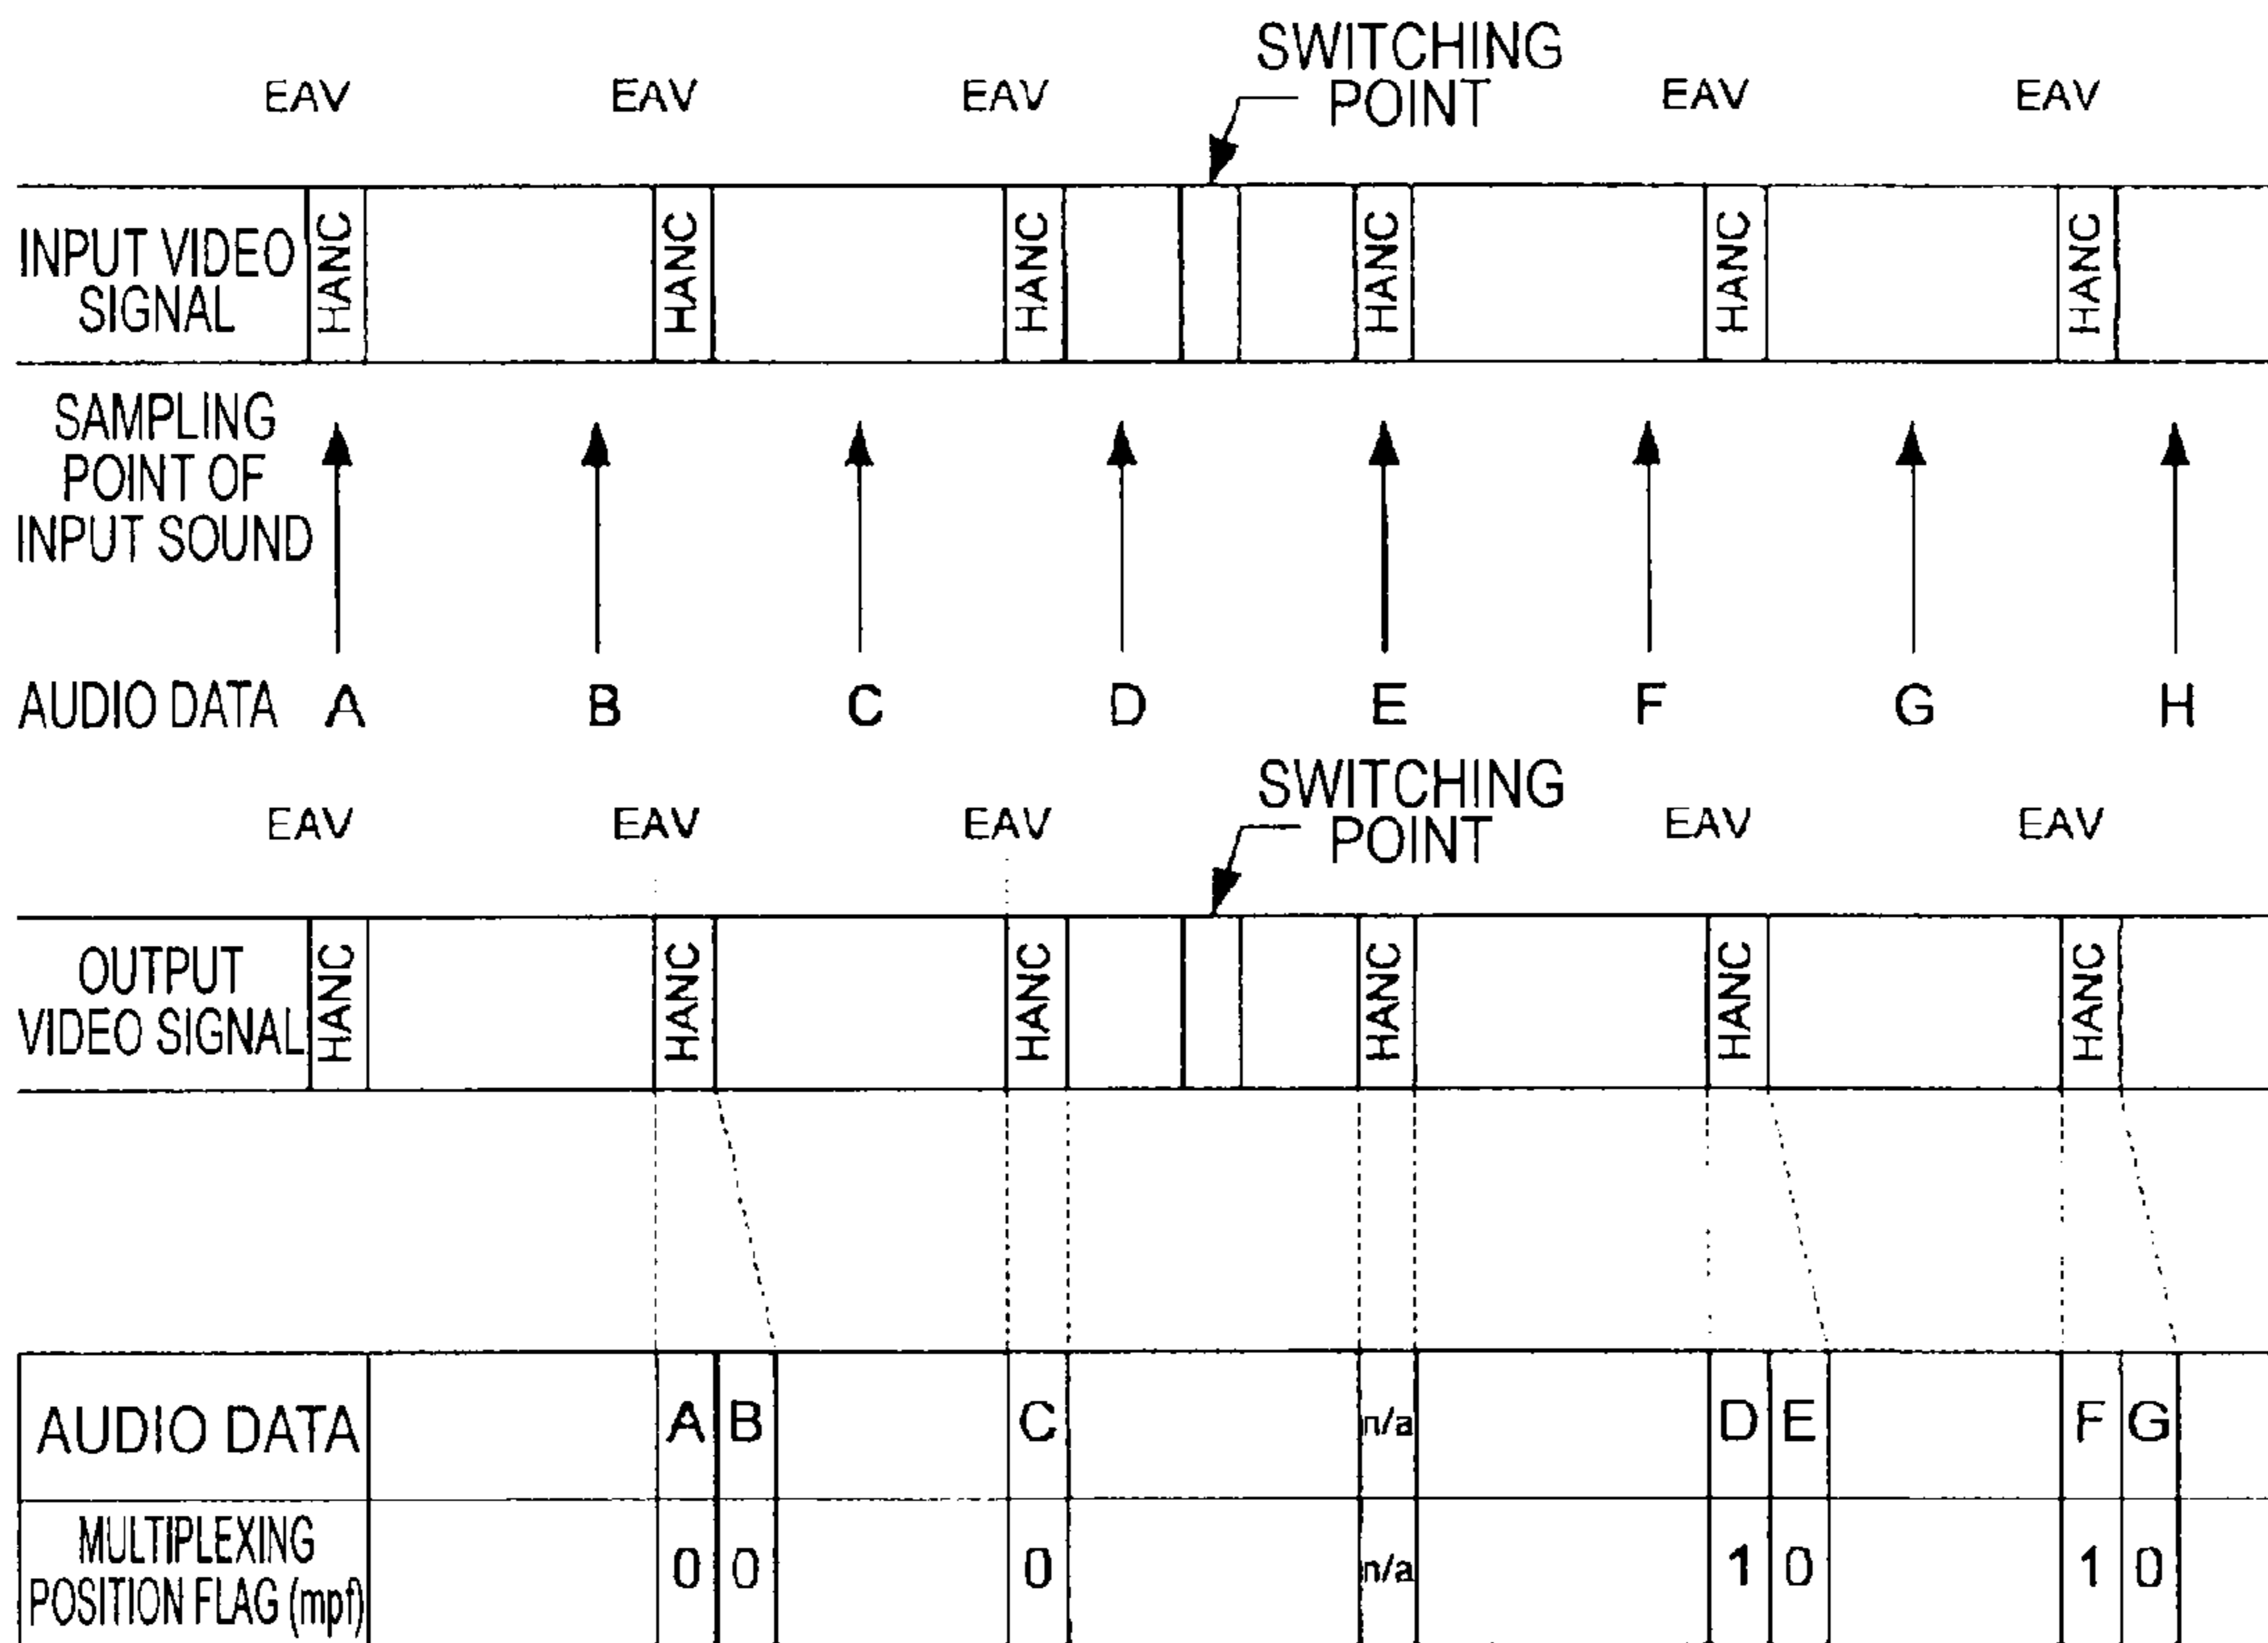 EAV EAV EAV SWITCHING POINT EAV EAV
INPUT VIDEO SIGNAL HANC HANC HANC HANC HANC HANC
SAMPLING
POINT OF
INPUT SOUND
AUDIO DATA A B C D E F G H
EAV EAV EAV SWITCHING POINT EAV EAV
OUTPUT VIDEO SIGNAL HANC HANC HANC HANC HANC HANC
AUDIO DATA A B C n/a D E F G
MULTIPLEXING POSITION FLAG (mpf) 0 0 0 n/a 1 0 1 0